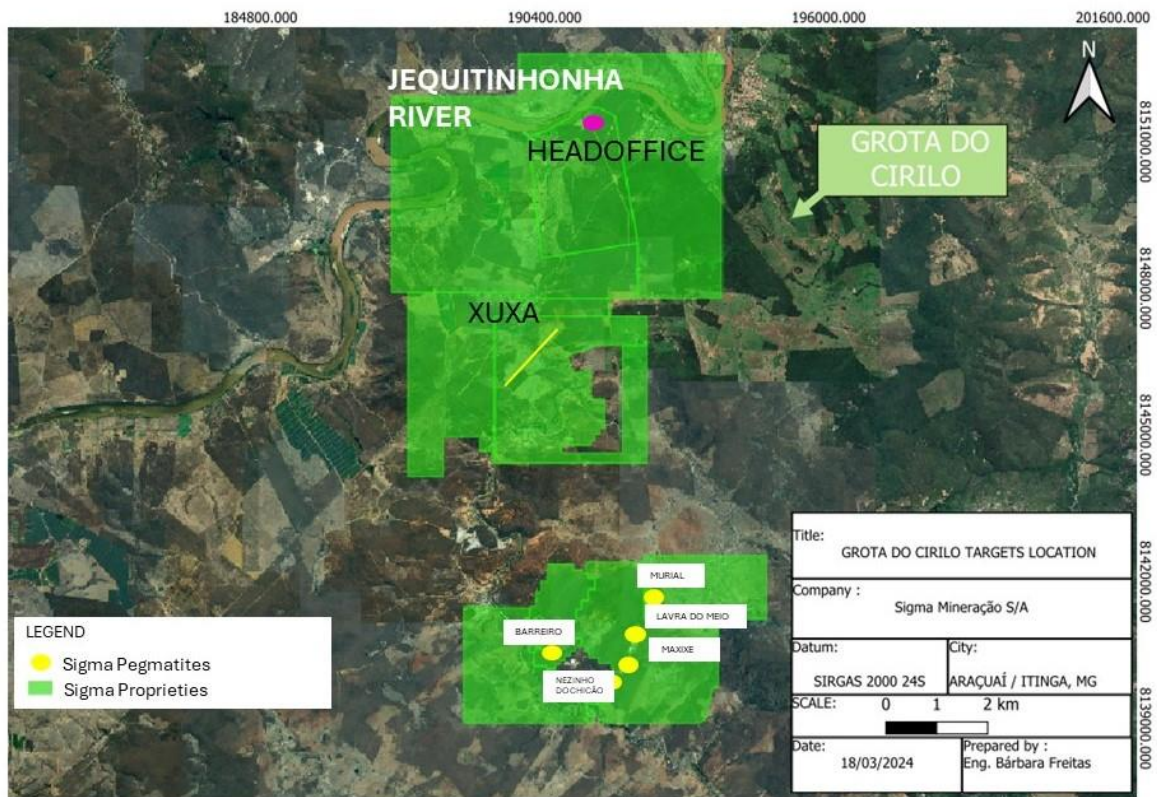 184800.000
190400.000
196000.000
201600.000
JEQUITINHONHA
RIVER
N
HEADOFFICE
GROTA DO
CIRILO
8151000.000
8148000.000
XUXA
8145000.000
8142000.000
8139000.000
MURIAL
LAVRA DO MEIO
BARREIRO
MAXIXE
NEZINHO
DOCHICÃO
LEGEND
Sigma Pegmatites
Sigma Proprieties
Title:
GROTA DO CIRILO TARGETS LOCATION
Company :
Sigma Mineração S/A
Datum:
SIRGAS 2000 24S
City:
ARAÇUAÍ / ITINGA, MG
SCALE:
0 1 2 km
Date:
18/03/2024
Prepared by :
Eng. Bárbara Freitas